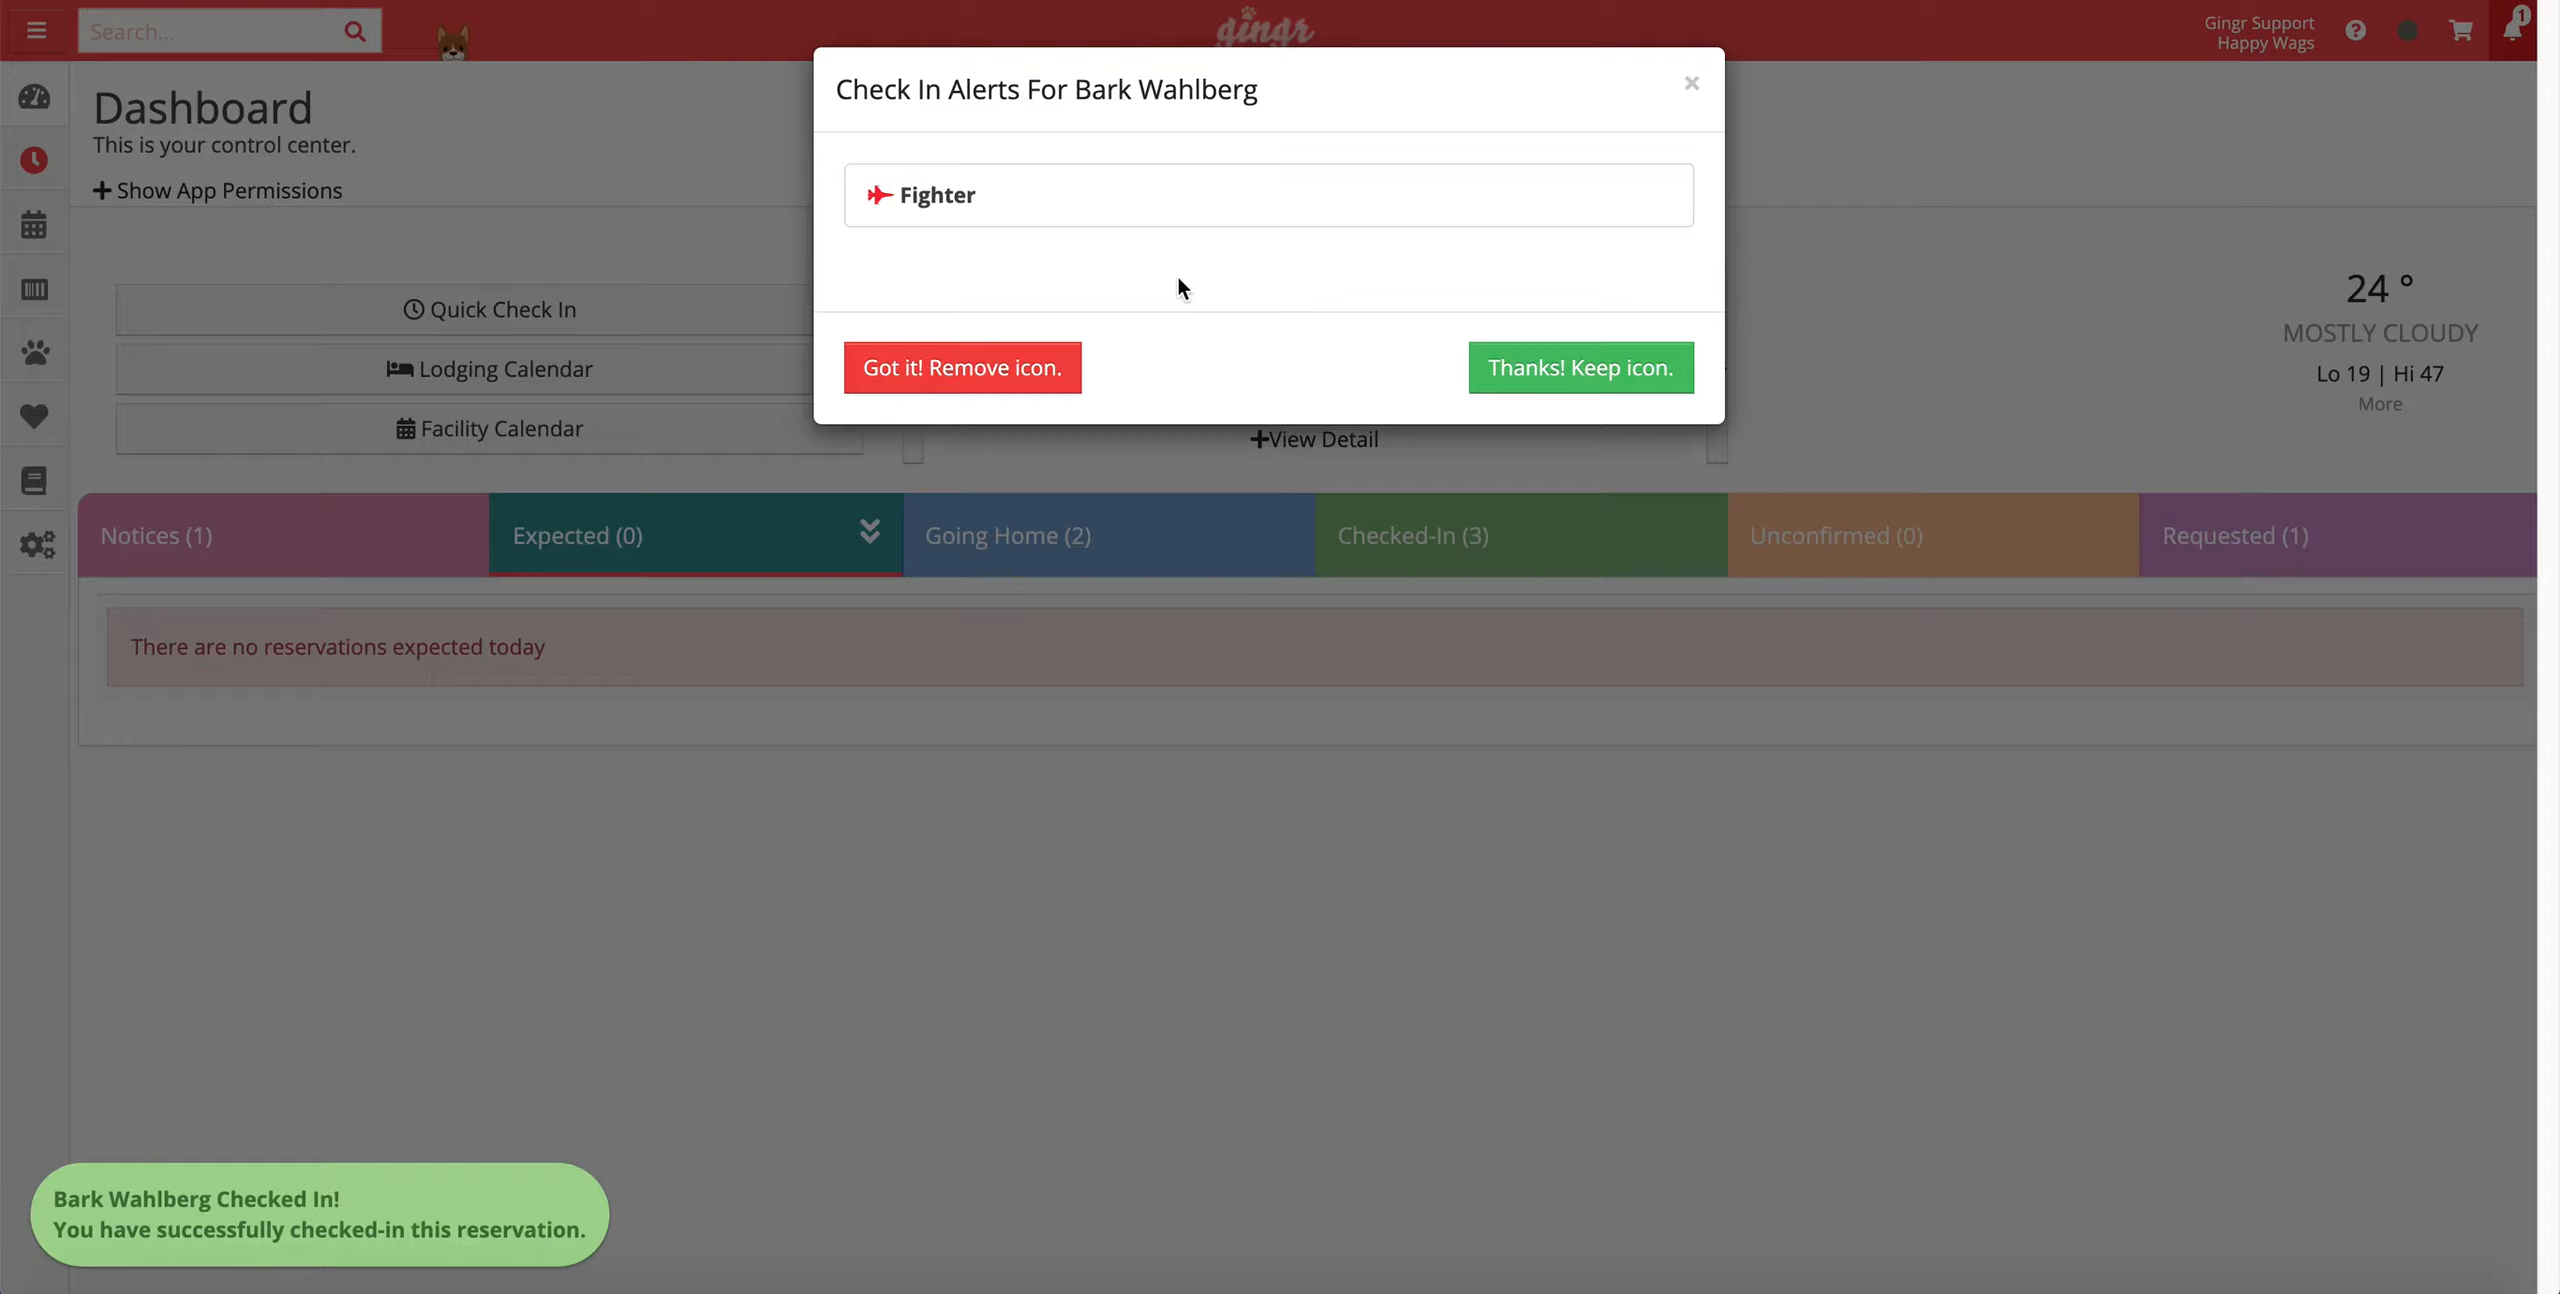 Search...
gingr
Gingr Support
Happy Wags
1
Dashboard
This is your control center.
Show App Permissions
Check In Alerts For Bark Wahlberg
×
Fighter
Got it! Remove icon.
Thanks! Keep icon.
Quick Check In
Lodging Calendar
Facility Calendar
View Detail
24 °
MOSTLY CLOUDY
Lo 19 | Hi 47
More
Notices (1)
Expected (0)
Going Home (2)
Checked-In (3)
Unconfirmed (0)
Requested (1)
There are no reservations expected today
Bark Wahlberg Checked In!
You have successfully checked-in this reservation.